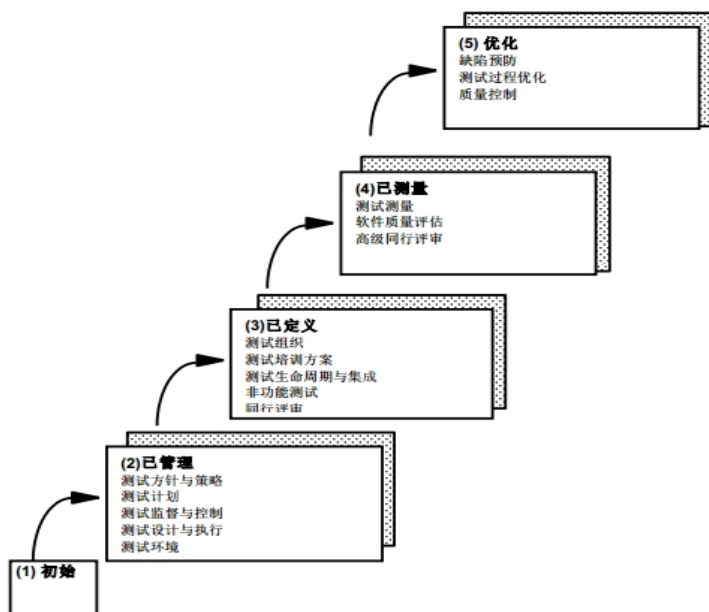 (5) 优化
缺陷预防
测试过程优化
质量控制
(4)已测量
测试测量
软件质量评估
高级同行评审
(3)已定义
测试组织
测试培训方案
测试生命周期与集成
非功能测试
同行评审
(2)已管理
测试方针与策略
测试计划
测试监督与控制
测试设计与执行
测试环境
(1) 初始